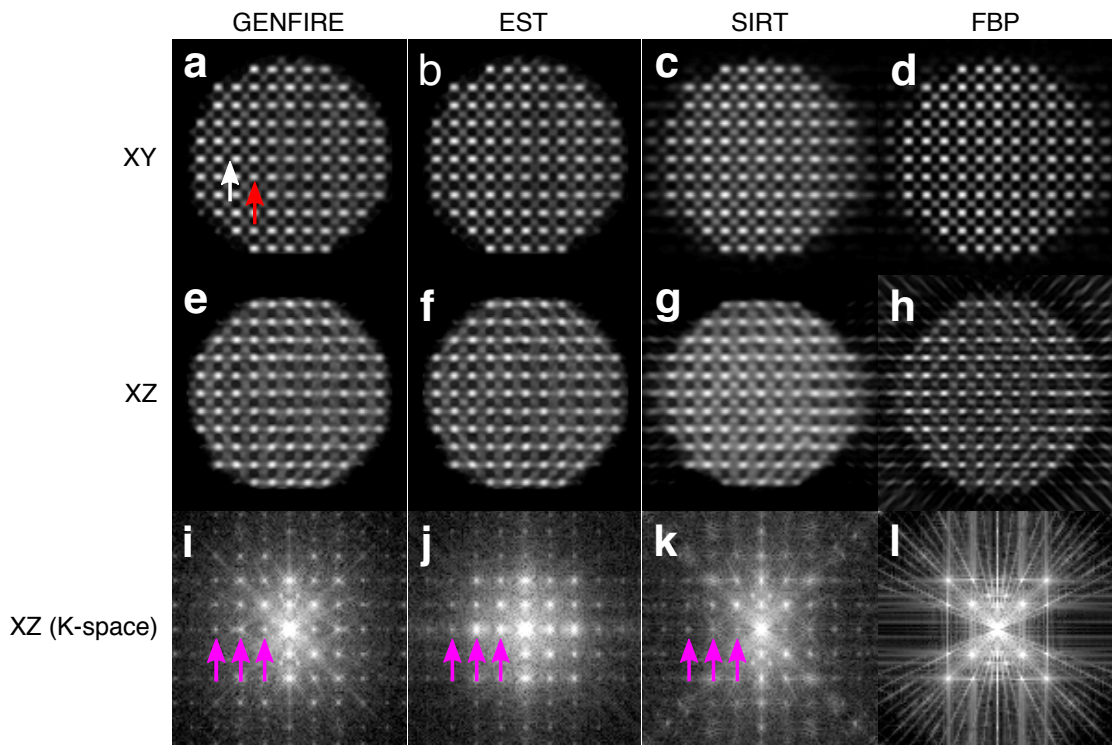 GENFIRE EST SIRT FBP
XY a b c d
XZ e f g h
XZ (K-space) i j k l